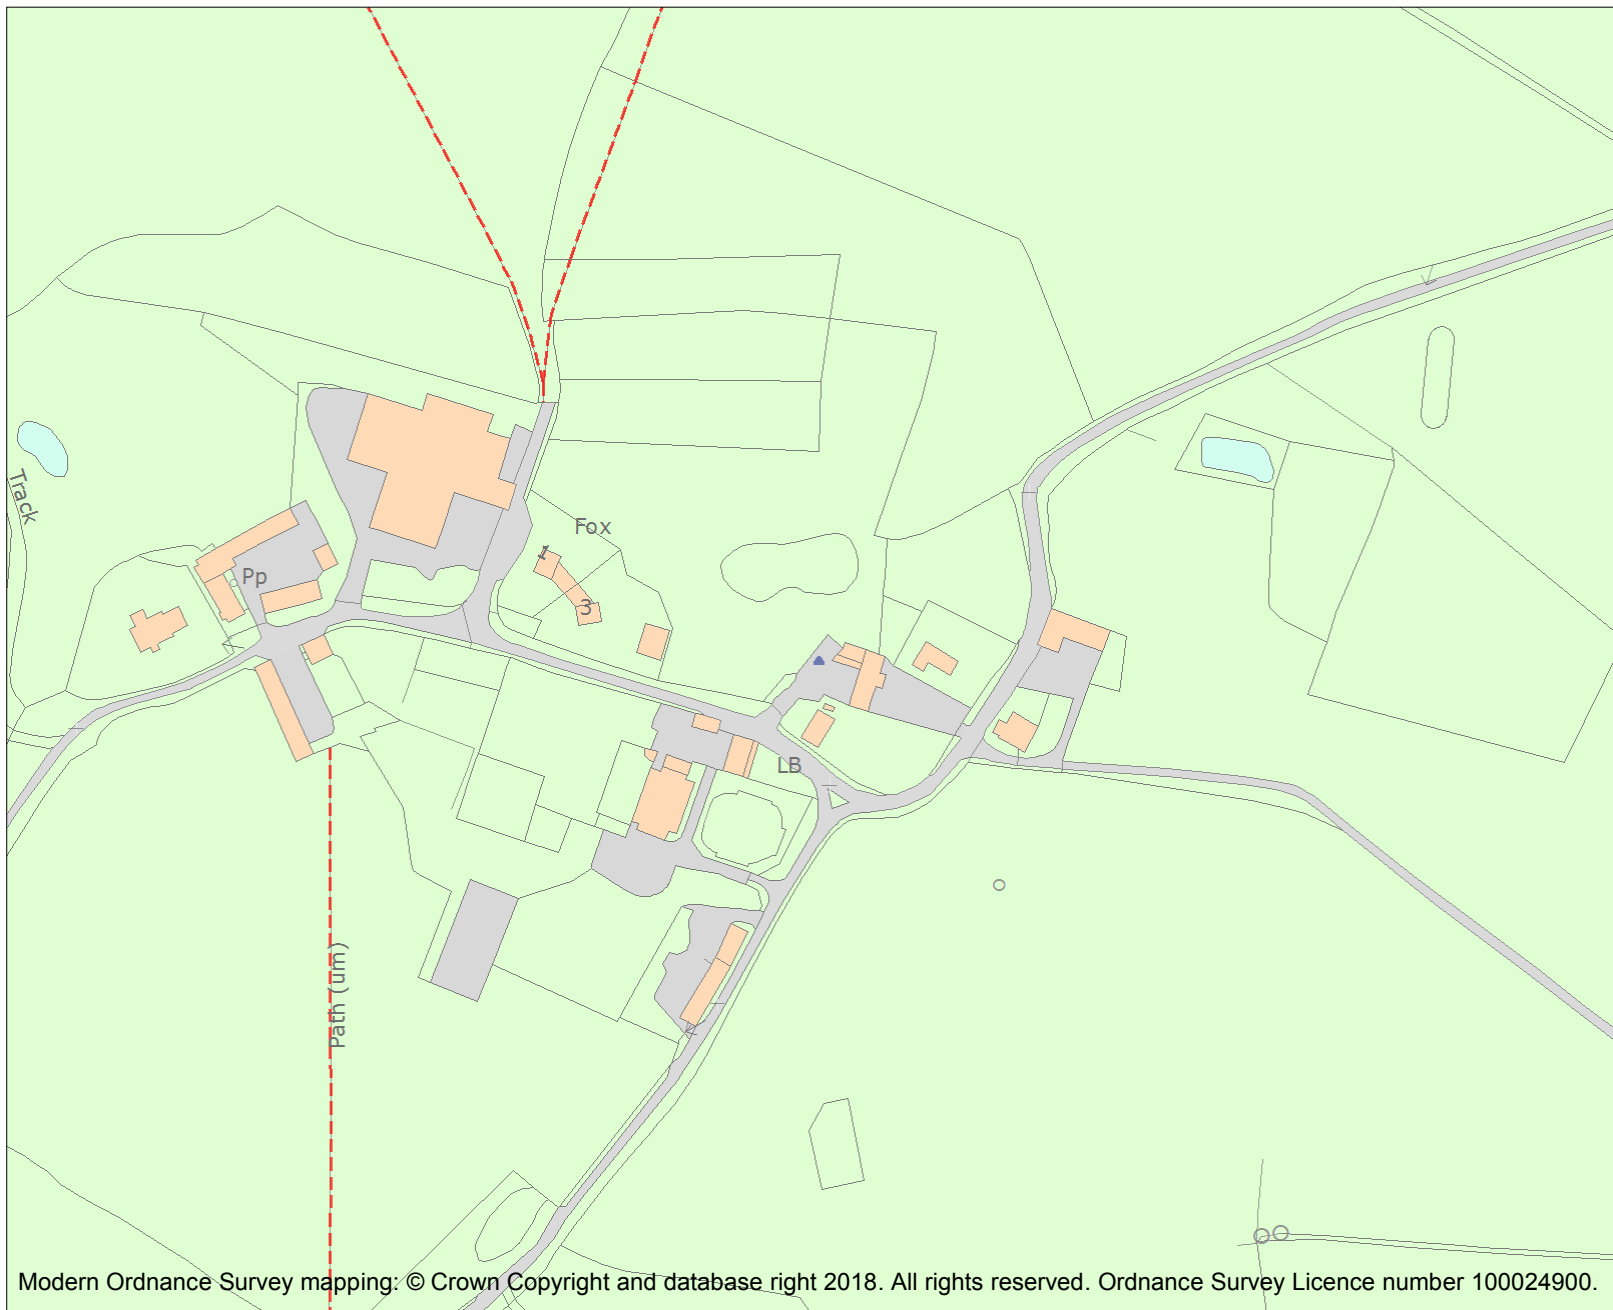 Track
Fox
1
Pp
3
LB
Path (um)
Modern Ordnance Survey mapping: © Crown Copyright and database right 2018. All rights reserved. Ordnance Survey Licence number 100024900.